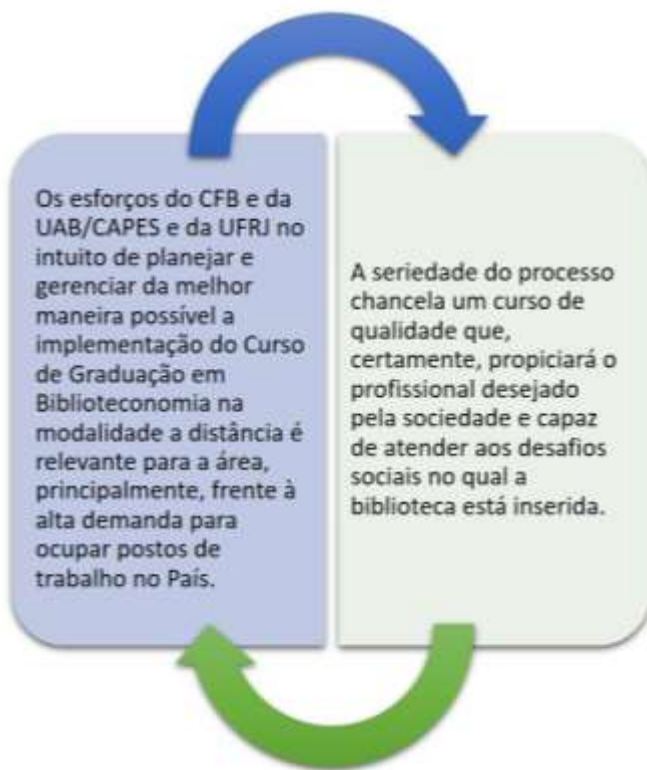 Os esforços do CFB e da
UAB/CAPES e da UFRJ no
intuito de planejar e
gerenciar da melhor
maneira possível a
implementação do Curso
de Graduação em
Biblioteconomia na
modalidade a distância é
relevante para a área,
principalmente, frente à
alta demanda para
ocupar postos de
trabalho no País.
A seriedade do processo
chancela um curso de
qualidade que,
certamente, propiciará o
profissional desejado
pela sociedade e capaz
de atender aos desafios
sociais no qual a
biblioteca está inserida.